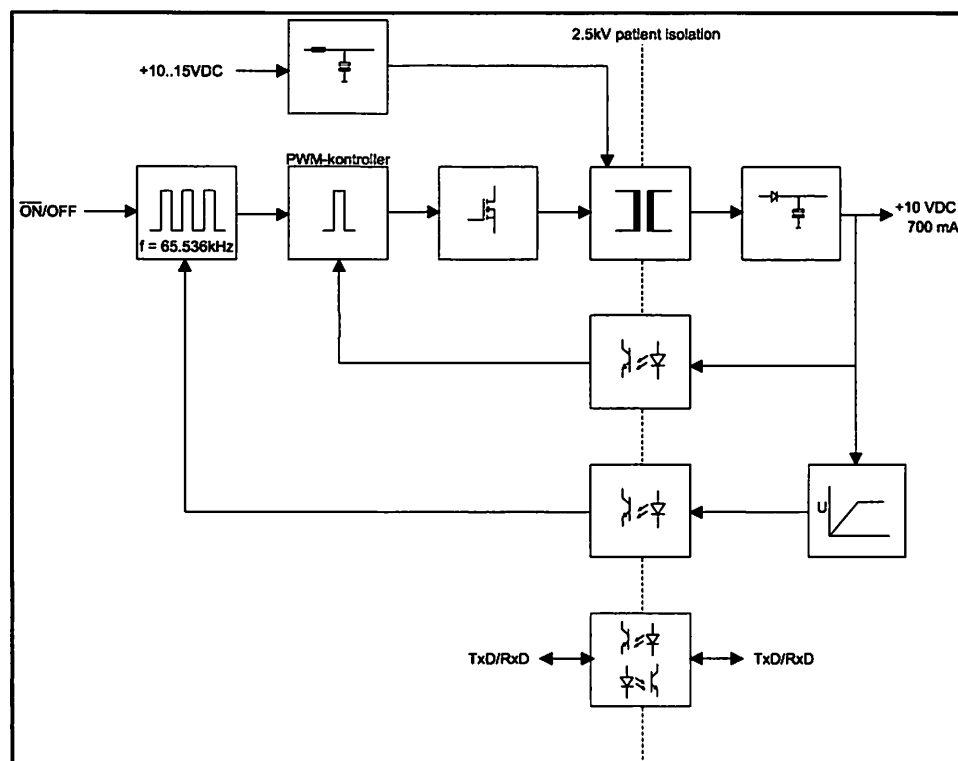 2.5kV patient isolation
+10..15VDC
PWM-kontroller
ON/OFF
f = 65.536kHz
+10 VDC
700 mA
U
TxD/RxD
TxD/RxD